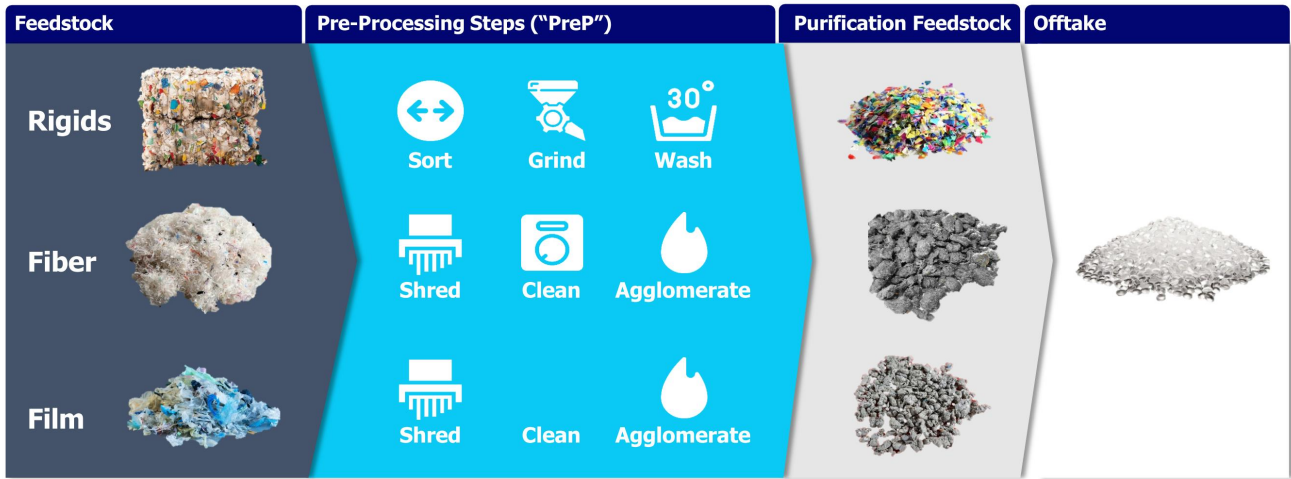 Feedstock
Pre-Processing Steps (“PreP”)
Purification Feedstock
Offtake
Rigids
30°
Sort
Grind
Wash
Fiber
Shred
Clean
Agglomerate
Film
Shred
Clean
Agglomerate